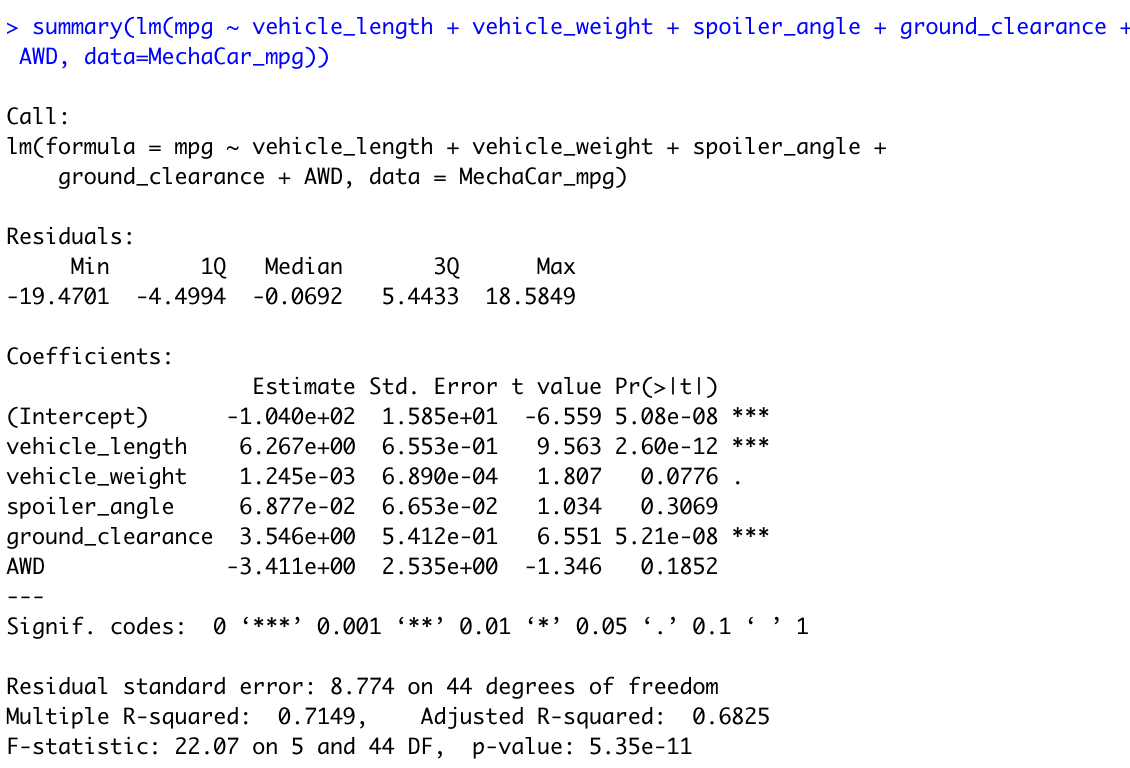 > summary(lm(mpg ~ vehicle_length + vehicle_weight + spoiler_angle + ground_clearance +
 AWD, data=MechaCar_mpg))

Call:
lm(formula = mpg ~ vehicle_length + vehicle_weight + spoiler_angle +
    ground_clearance + AWD, data = MechaCar_mpg)

Residuals:
     Min       1Q   Median       3Q      Max
-19.4701  -4.4994  -0.0692   5.4433  18.5849

Coefficients:
                   Estimate Std. Error t value Pr(>|t|)
(Intercept)      -1.040e+02  1.585e+01  -6.559 5.08e-08 ***
vehicle_length    6.267e+00  6.553e-01   9.563 2.60e-12 ***
vehicle_weight    1.245e-03  6.890e-04   1.807   0.0776 .
spoiler_angle     6.877e-02  6.653e-02   1.034   0.3069
ground_clearance  3.546e+00  5.412e-01   6.551 5.21e-08 ***
AWD              -3.411e+00  2.535e+00  -1.346   0.1852
---
Signif. codes:  0 ‘***’ 0.001 ‘**’ 0.01 ‘*’ 0.05 ‘.’ 0.1 ‘ ’ 1

Residual standard error: 8.774 on 44 degrees of freedom
Multiple R-squared:  0.7149,    Adjusted R-squared:  0.6825
F-statistic: 22.07 on 5 and 44 DF,  p-value: 5.35e-11